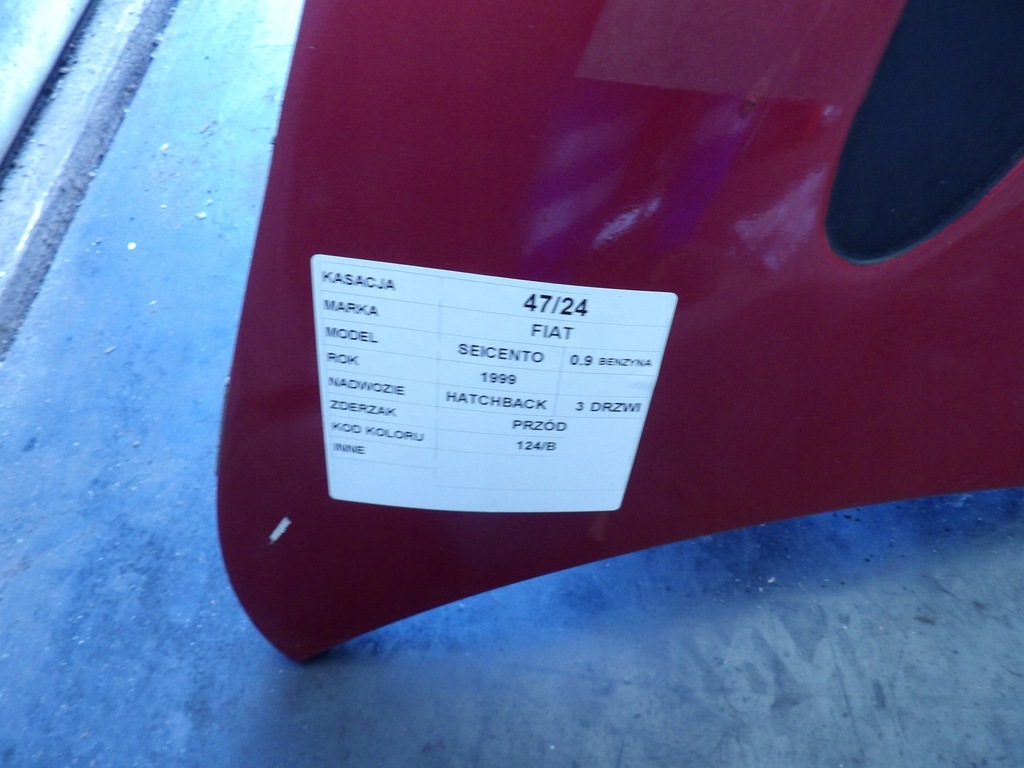 KASACJA 47/24
MARKA FIAT
MODEL SEICENTO 0.9 BENZYNA
ROK 1999
NADWOZIE HATCHBACK 3 DRZWI
ZDERZAK PRZÓD
KOD KOLORU 124/B
INNE